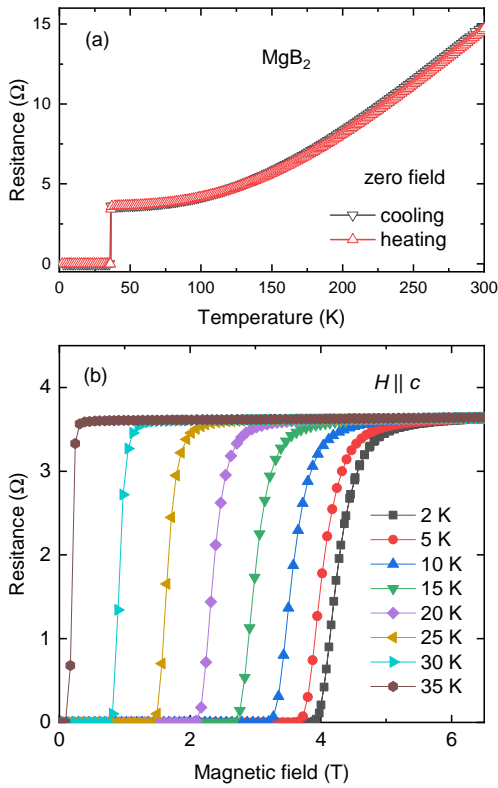 (a)
MgB2
Resitance (Ω)
15
10
5
0
zero field
cooling
heating
0 50 100 150 200 250 300
Temperature (K)
(b)
H || c
Resitance (Ω)
4
3
2
1
0
2 K
5 K
10 K
15 K
20 K
25 K
30 K
35 K
0 2 4 6
Magnetic field (T)